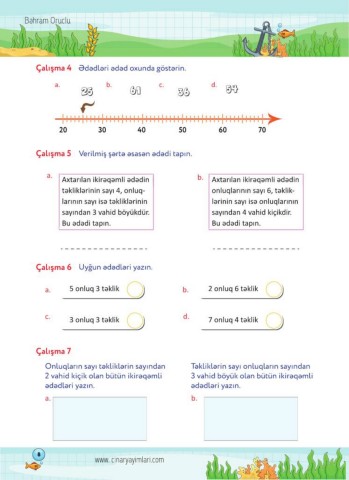 Bahram Oruclu
Çalışma 4 Ədədləri ədəd oxunda göstərin.
a. 25 b. 61 c. 36 d. 54
20 30 40 50 60 70
Çalışma 5 Verilmiş şərtə əsasən ədədi tapın.
a.
Axtarılan ikirəqəmli ədədin
təkliklərinin sayı 4, onluq-
larının sayı isə təkliklərinin
sayından 3 vahid böyükdür.
Bu ədədi tapın.
b.
Axtarılan ikirəqəmli ədədin
onluqlarının sayı 6, təklik-
lərinin sayı isə onluqlarının
sayından 4 vahid kiçikdir.
Bu ədədi tapın.
Çalışma 6 Uyğun ədədləri yazın.
a. 5 onluq 3 təklik
b. 2 onluq 6 təklik
c. 3 onluq 3 təklik
d. 7 onluq 4 təklik
Çalışma 7
Onluqların sayı təkliklərin sayından
2 vahid kiçik olan bütün ikirəqəmli
ədədləri yazın.
a.
Təkliklərin sayı onluqların sayından
3 vahid böyük olan bütün ikirəqəmli
ədədləri yazın.
b.
www.cinaryayimlari.com